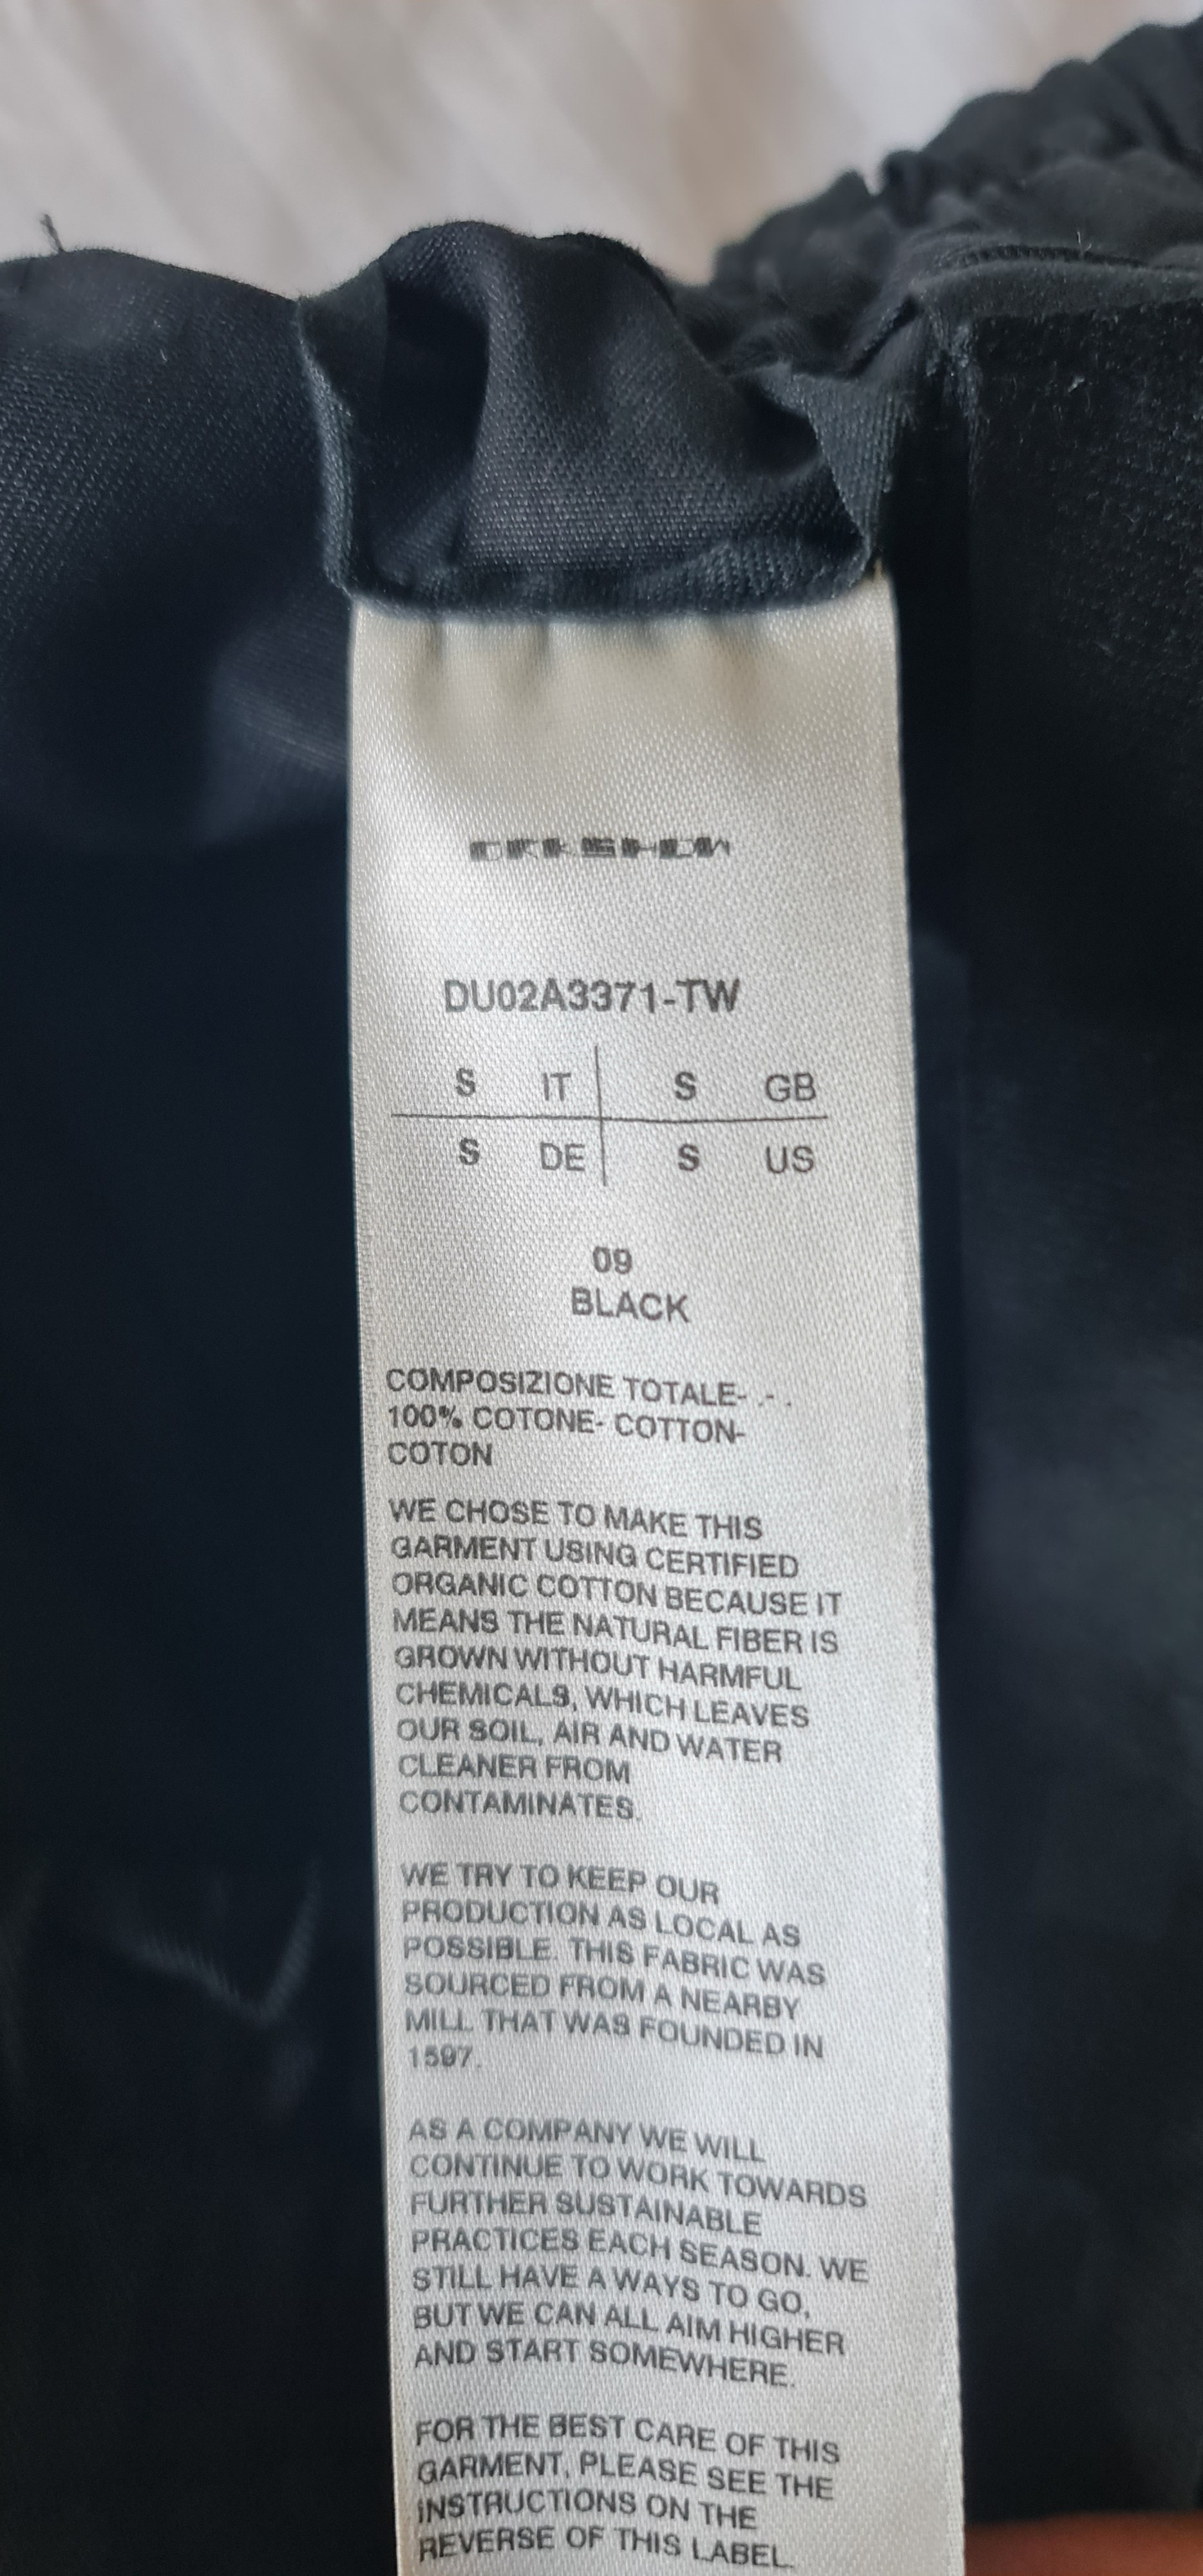 DRKSHDW
DU02A3371-TW
S IT S GB
S DE S US
09
BLACK
COMPOSIZIONE TOTALE- .- .
100% COTONE- COTTON-
COTON
WE CHOSE TO MAKE THIS
GARMENT USING CERTIFIED
ORGANIC COTTON BECAUSE IT
MEANS THE NATURAL FIBER IS
GROWN WITHOUT HARMFUL
CHEMICALS, WHICH LEAVES
OUR SOIL, AIR AND WATER
CLEANER FROM
CONTAMINATES.
WE TRY TO KEEP OUR
PRODUCTION AS LOCAL AS
POSSIBLE. THIS FABRIC WAS
SOURCED FROM A NEARBY
MILL THAT WAS FOUNDED IN
1597.
AS A COMPANY WE WILL
CONTINUE TO WORK TOWARDS
FURTHER SUSTAINABLE
PRACTICES EACH SEASON. WE
STILL HAVE A WAYS TO GO,
BUT WE CAN ALL AIM HIGHER
AND START SOMEWHERE.
FOR THE BEST CARE OF THIS
GARMENT, PLEASE SEE THE
INSTRUCTIONS ON THE
REVERSE OF THIS LABEL.